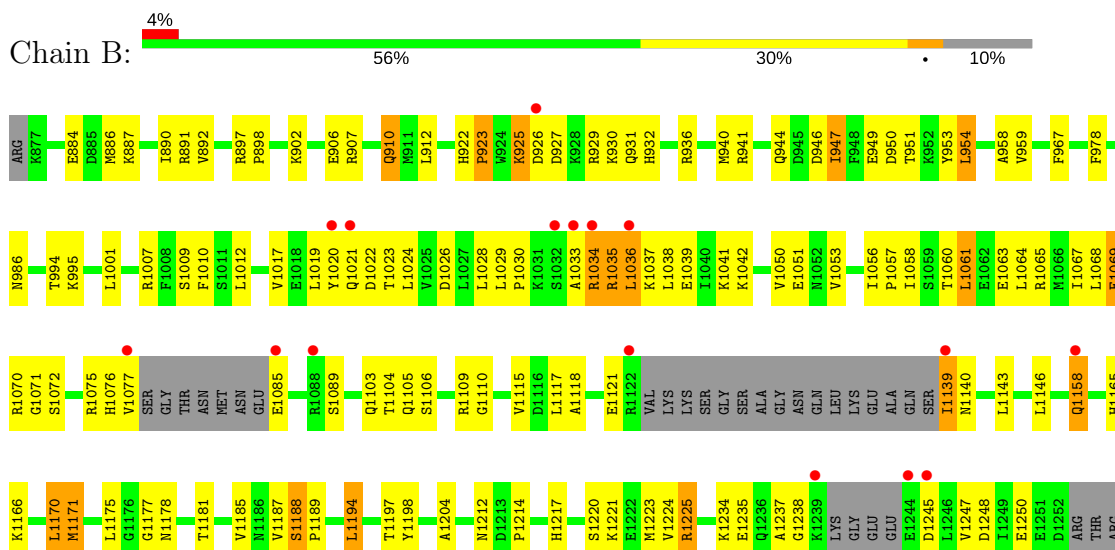 4%
Chain B:
56% 30% • 10%
ARG K877 E884 D885 M886 K887 I890 R891 V892 R897 P898 K902 E906 R907 Q910 M911 L912 H922 P923 W924 K925 D926 D927 K928 R929 K930 Q931 H932 R936 M940 R941 Q944 D945 D946 I947 F948 E949 D950 T951 K952 Y953 L954 A958 V959 F967 F978
N986 T994 K995 L1001 R1007 F1008 S1009 F1010 S1011 L1012 V1017 E1018 L1019 Y1020 Q1021 D1022 T1023 L1024 V1025 D1026 L1027 L1028 L1029 P1030 K1031 S1032 A1033 R1034 R1035 L1036 K1037 L1038 E1039 I1040 K1041 K1042 V1050 E1051 N1052 V1053 I1056 P1057 I1058 S1059 T1060 L1061 E1062 E1063 L1064 R1065 M1066 I1067 L1068
R1070 G1071 S1072 R1075 H1076 V1077 SER GLY THR ASN MET ASN GLU E1085 R1088 S1089 Q1103 T1104 Q1105 S1106 R1109 G1110 V1115 D1116 L1117 A1118 E1121 R1122 VAL LYS LYS SER GLY SER ALA GLY ASN GLN LEU LYS GLU ALA GLN SER I1139 N1140 L1143 L1146 Q1158 H1165
K1166 L1170 M1171 L1175 G1176 G1177 N1178 T1181 V1185 N1186 V1187 S1188 P1189 L1194 T1197 Y1198 A1204 N1212 D1213 P1214 H1217 S1220 K1221 E1222 M1223 V1224 R1225 K1234 E1235 Q1236 A1237 G1238 K1239 LYS GLY GLU GLU E1244 D1245 L1246 V1247 D1248 I1249 E1250 E1251 D1252 ARG THR ARG